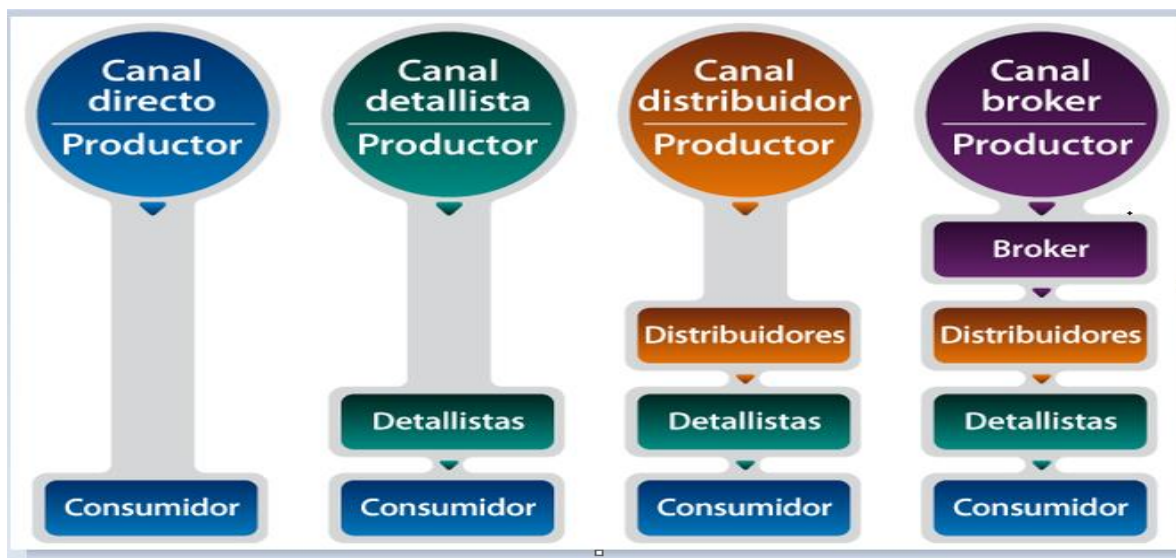 Canal
directo
Productor
Consumidor
Canal
detallista
Productor
Detallistas
Consumidor
Canal
distribuidor
Productor
Distribuidores
Detallistas
Consumidor
Canal
broker
Productor
Broker
Distribuidores
Detallistas
Consumidor